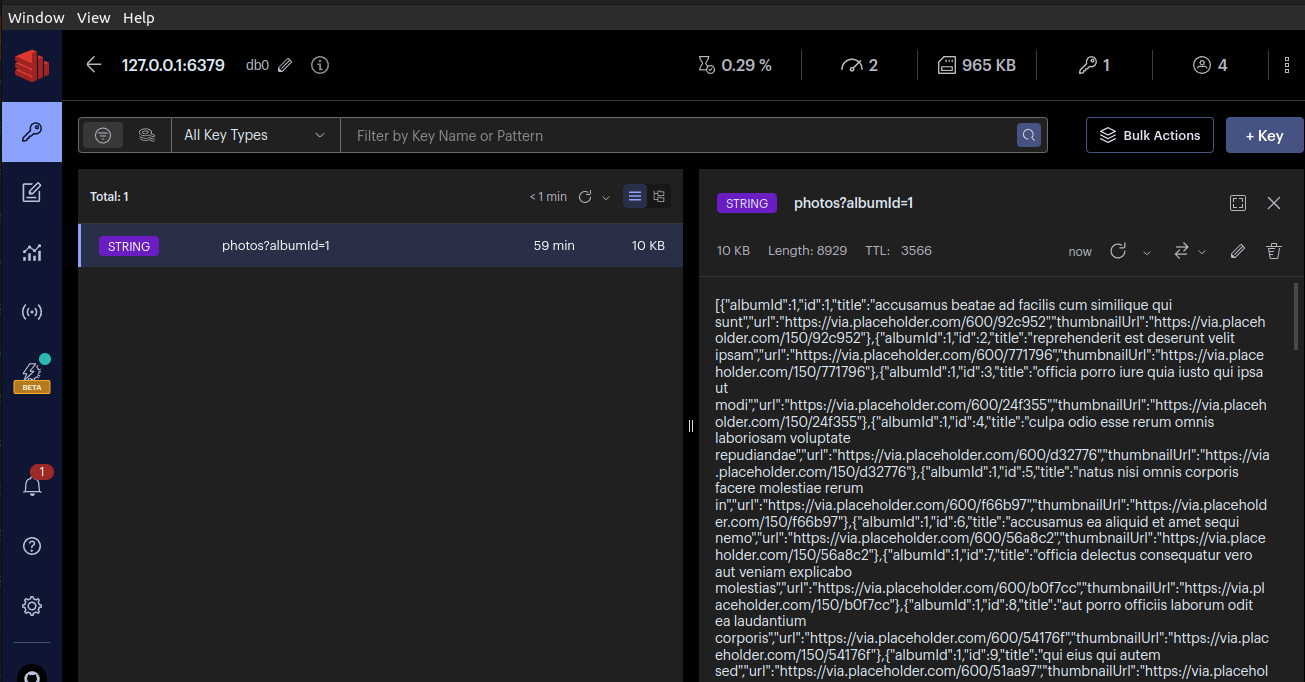 Window View Help
127.0.0.1:6379 db0 0.29 % 2 965 KB 1 4
All Key Types Filter by Key Name or Pattern Bulk Actions + Key
Total: 1 < 1 min
STRING photos?albumId=1 59 min 10 KB
BETA
1
STRING photos?albumId=1
10 KB Length: 8929 TTL: 3566 now
[{"albumId":1,"id":1,"title":"accusamus beatae ad facilis cum similique qui
sunt","url":"https://via.placeholder.com/600/92c952","thumbnailUrl":"https://via.placeh
older.com/150/92c952"},{"albumId":1,"id":2,"title":"reprehenderit est deserunt velit
ipsam","url":"https://via.placeholder.com/600/771796","thumbnailUrl":"https://via.place
holder.com/150/771796"},{"albumId":1,"id":3,"title":"officia porro iure quia iusto qui ipsa
ut
modi","url":"https://via.placeholder.com/600/24f355","thumbnailUrl":"https://via.placeh
older.com/150/24f355"},{"albumId":1,"id":4,"title":"culpa odio esse rerum omnis
laboriosam voluptate
repudiandae","url":"https://via.placeholder.com/600/d32776","thumbnailUrl":"https://via
.placeholder.com/150/d32776"},{"albumId":1,"id":5,"title":"natus nisi omnis corporis
facere molestiae rerum
in","url":"https://via.placeholder.com/600/f66b97","thumbnailUrl":"https://via.placehold
er.com/150/f66b97"},{"albumId":1,"id":6,"title":"accusamus ea aliquid et amet sequi
nemo","url":"https://via.placeholder.com/600/56a8c2","thumbnailUrl":"https://via.place
holder.com/150/56a8c2"},{"albumId":1,"id":7,"title":"officia delectus consequatur vero
aut veniam explicabo
molestias","url":"https://via.placeholder.com/600/b0f7cc","thumbnailUrl":"https://via.pl
aceholder.com/150/b0f7cc"},{"albumId":1,"id":8,"title":"aut porro officiis laborum odit
ea laudantium
corporis","url":"https://via.placeholder.com/600/54176f","thumbnailUrl":"https://via.plac
eholder.com/150/54176f"},{"albumId":1,"id":9,"title":"qui eius qui autem
sed","url":"https://via.placeholder.com/600/51aa97","thumbnailUrl":"https://via.placehol